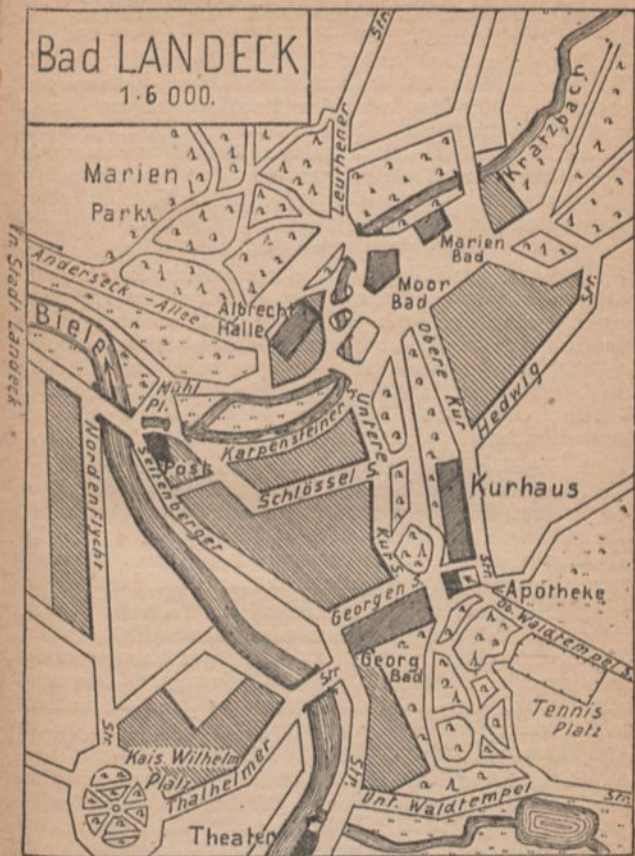 Bad LANDECK
1·6 000.
Str.
Leuthener
Kratzbach
Marien
Park
Marien
Bad
Vn. Stadt Landeck
Anderseck-Allee
Moor
Bad
Albrecht
Halle
Str.
Biele
Obere Kur
Hedwig
Mühl
Pl.
Karpensteiner S.
Untere
Post
Nordenflycht
Seitenberger
Schlössel S.
Kurhaus
Kur S.
Str.
Georgen S.
Apotheke
Ob. Waldtempel S.
Georg
Bad
Str.
Tennis
Platz
Str.
Kais. Wilhelm
Platz
Thalheimer
Str.
Unt. Waldtempel
Str.
Theater